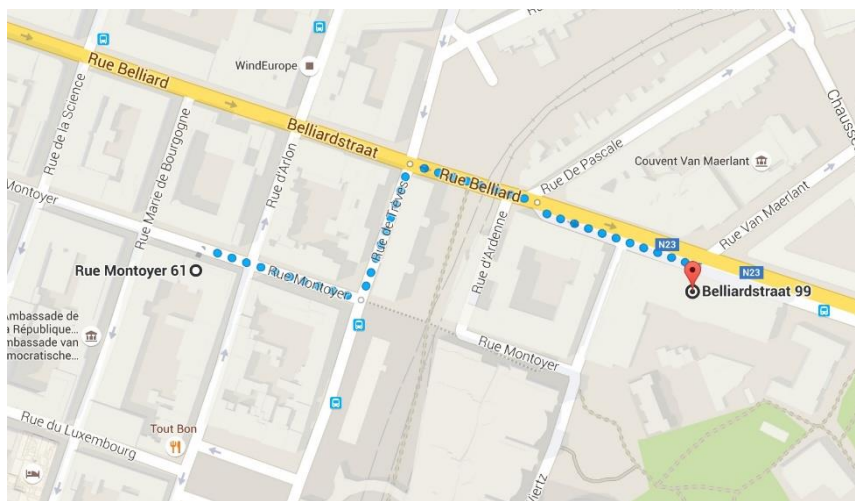 Rue Belliard
Rue de la Science
WindEurope
Rue
Chaussé
Belliardstraat
Rue Marie de Bourgogne
Rue d'Arlon
Rue De Pascale
Couvent Van Maerlant
Montoyer
Rue Belliard
Rue de Trèves
Rue Van Maerlant
Rue d'Ardenne
N23
N23
Rue Montoyer 61
Rue Montoyer
Belliardstraat 99
Ambassade de
a République...
mbassade van
mocratische...
Rue Montoyer
Rue du Luxembourg
Tout Bon
iertz